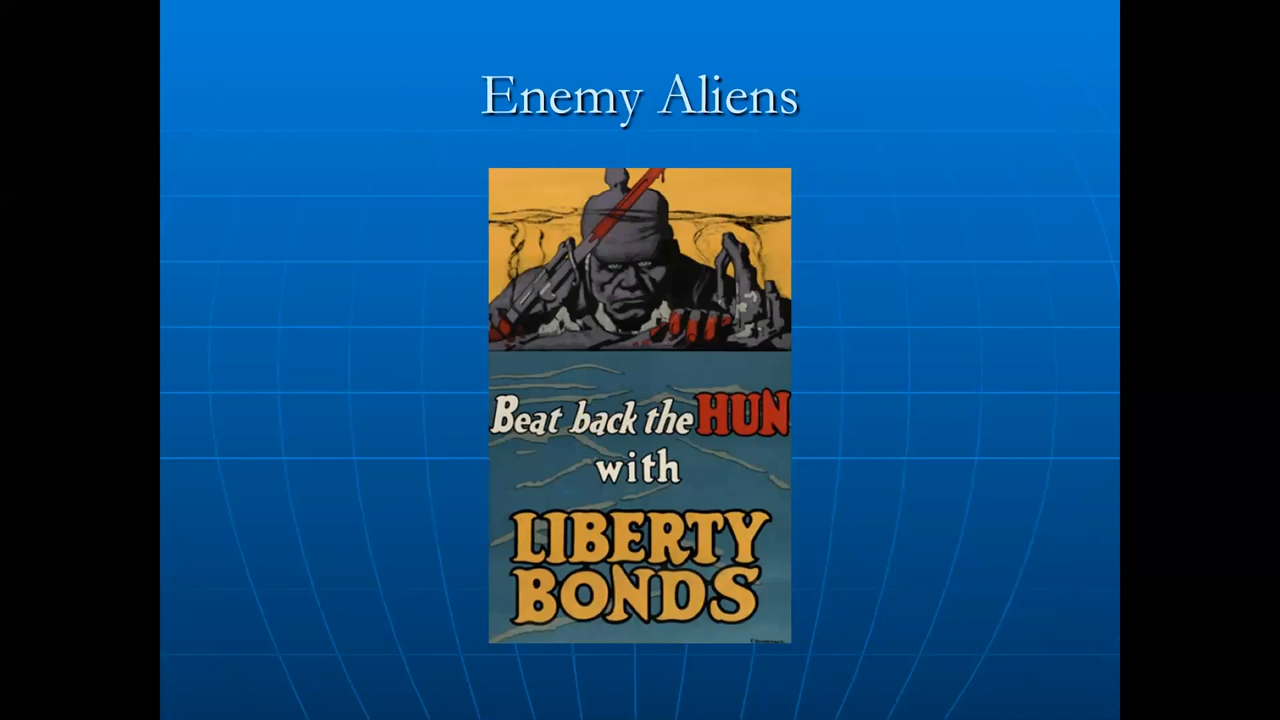 Enemy Aliens
Beat back the HUN
with
LIBERTY
BONDS